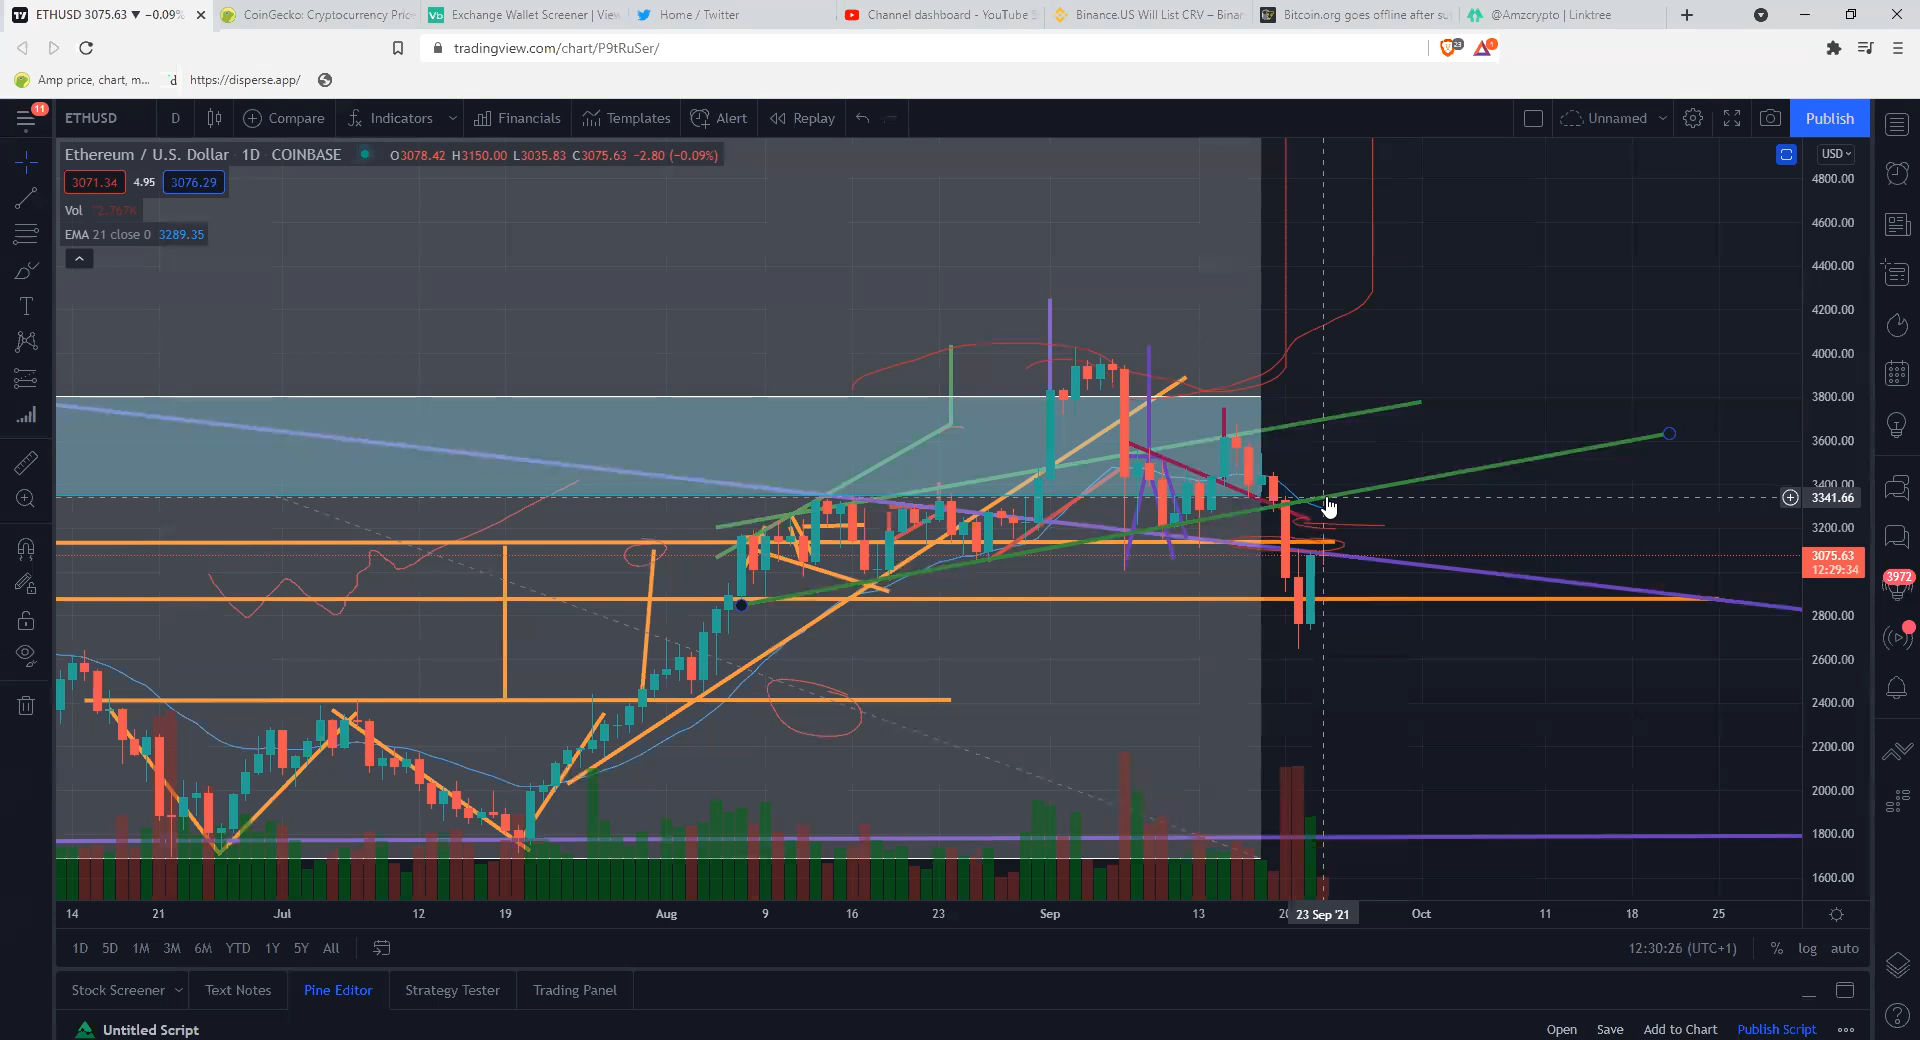 ETHUSD 3075.63 ▼ −0.09%
CoinGecko: Cryptocurrency Price
Exchange Wallet Screener | View
Home / Twitter
Channel dashboard - YouTube S
Binance.US Will List CRV – Binan
Bitcoin.org goes offline after su
@Amzcrypto | Linktree
tradingview.com/chart/P9tRuSer/
23
1
Amp price, chart, m...
d
https://disperse.app/
11
ETHUSD
D
Compare
Indicators
Financials
Templates
Alert
Replay
Unnamed
Publish
Ethereum / U.S. Dollar 1D COINBASE
O3078.42 H3150.00 L3035.83 C3075.63 −2.80 (−0.09%)
USD
3071.34 4.95 3076.29
Vol 2.767K
EMA 21 close 0 3289.35
4800.00
4600.00
4400.00
4200.00
4000.00
3800.00
3600.00
3400.00
3341.66
3200.00
3075.63
12:29:34
2800.00
2600.00
2400.00
2200.00
2000.00
1800.00
1600.00
3972
14 21 Jul 12 19 Aug 9 16 23 Sep 13 23 Sep '21 Oct 11 18 25
1D 5D 1M 3M 6M YTD 1Y 5Y All
12:30:26 (UTC+1) % log auto
Stock Screener Text Notes Pine Editor Strategy Tester Trading Panel
Untitled Script
Open Save Add to Chart Publish Script